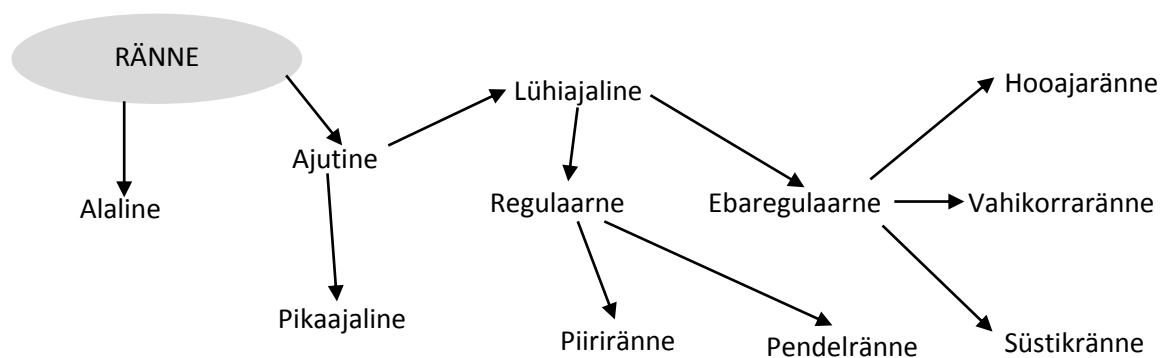 RÄNNE
Hooajaränne
Lühiajaline
Ajutine
Alaline
Regulaarne
Ebaregulaarne
Vahikorraränne
Pikaajaline
Piiriränne
Pendelränne
Süstikränne